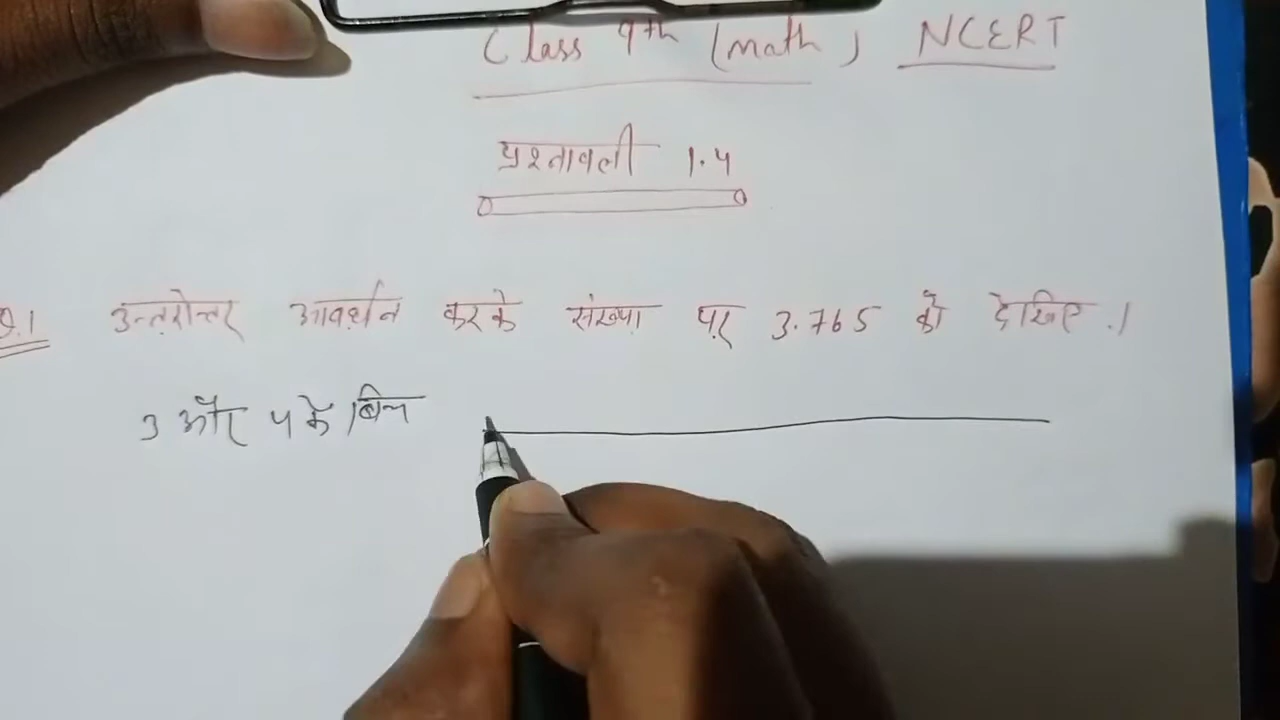 Class 9th (math) NCERT
प्रश्नावली 1.4
Q.1 उत्तरोत्तर आवर्धन करके संख्या पर 3.765 को देखिए.।
3 और 4 के बिच